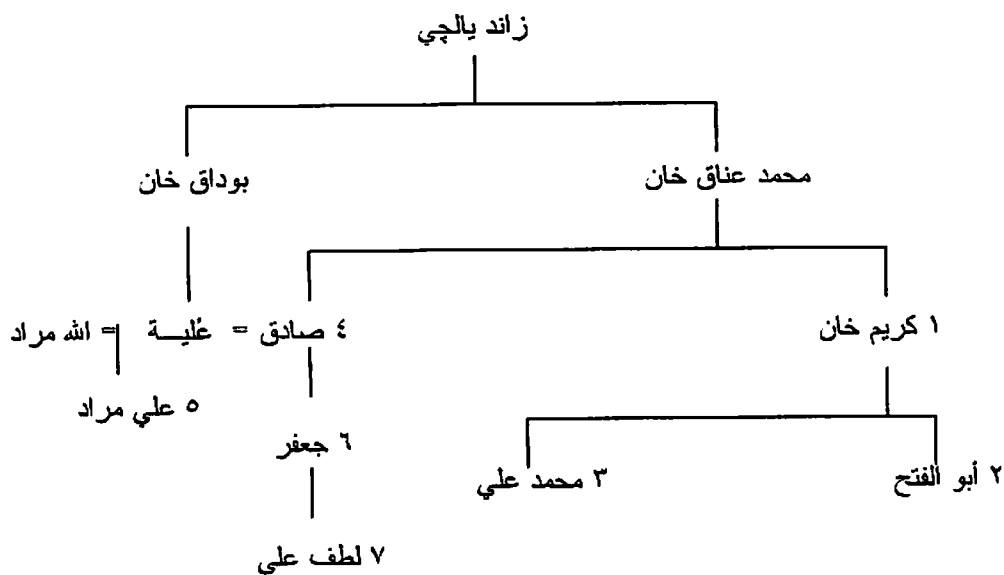 زاند يالچي
محمد عناق خان
بوداق خان
١ كريم خان
٤ صادق = عُليـــة = الله مراد
٥ علي مراد
٦ جعفر
٢ أبو الفتح
٣ محمد علي
٧ لطف علي